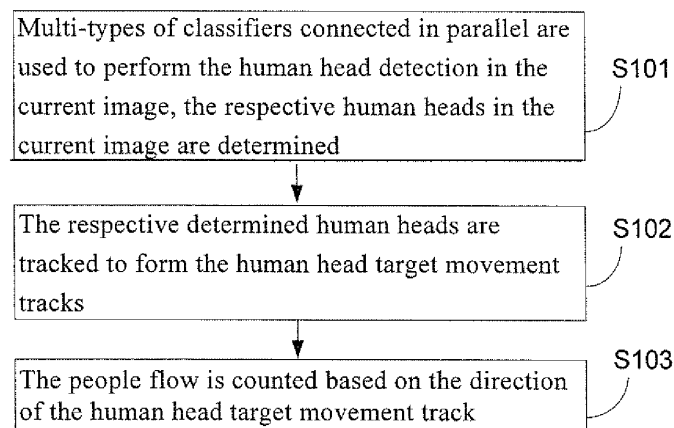 Multi-types of classifiers connected in parallel are
used to perform the human head detection in the
current image, the respective human heads in the
current image are determined
S101
The respective determined human heads are
tracked to form the human head target movement
tracks
S102
The people flow is counted based on the direction
of the human head target movement track
S103